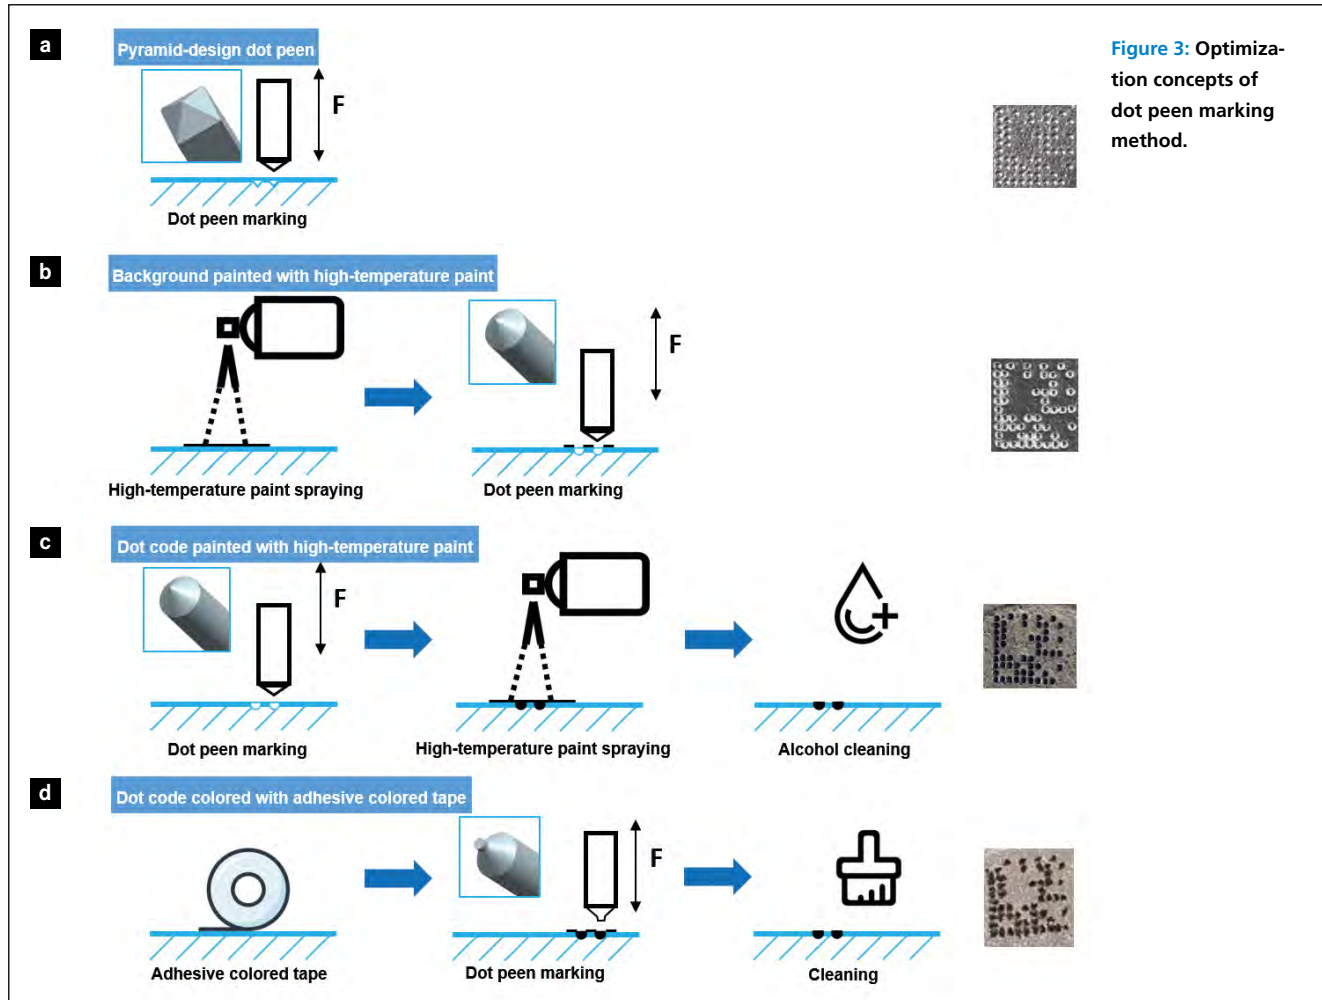 a
Pyramid-design dot peen
F
Dot peen marking
Figure 3: Optimiza-
tion concepts of
dot peen marking
method.
b
Background painted with high-temperature paint
F
High-temperature paint spraying
Dot peen marking
c
Dot code painted with high-temperature paint
F
Dot peen marking
High-temperature paint spraying
Alcohol cleaning
d
Dot code colored with adhesive colored tape
F
Adhesive colored tape
Dot peen marking
Cleaning